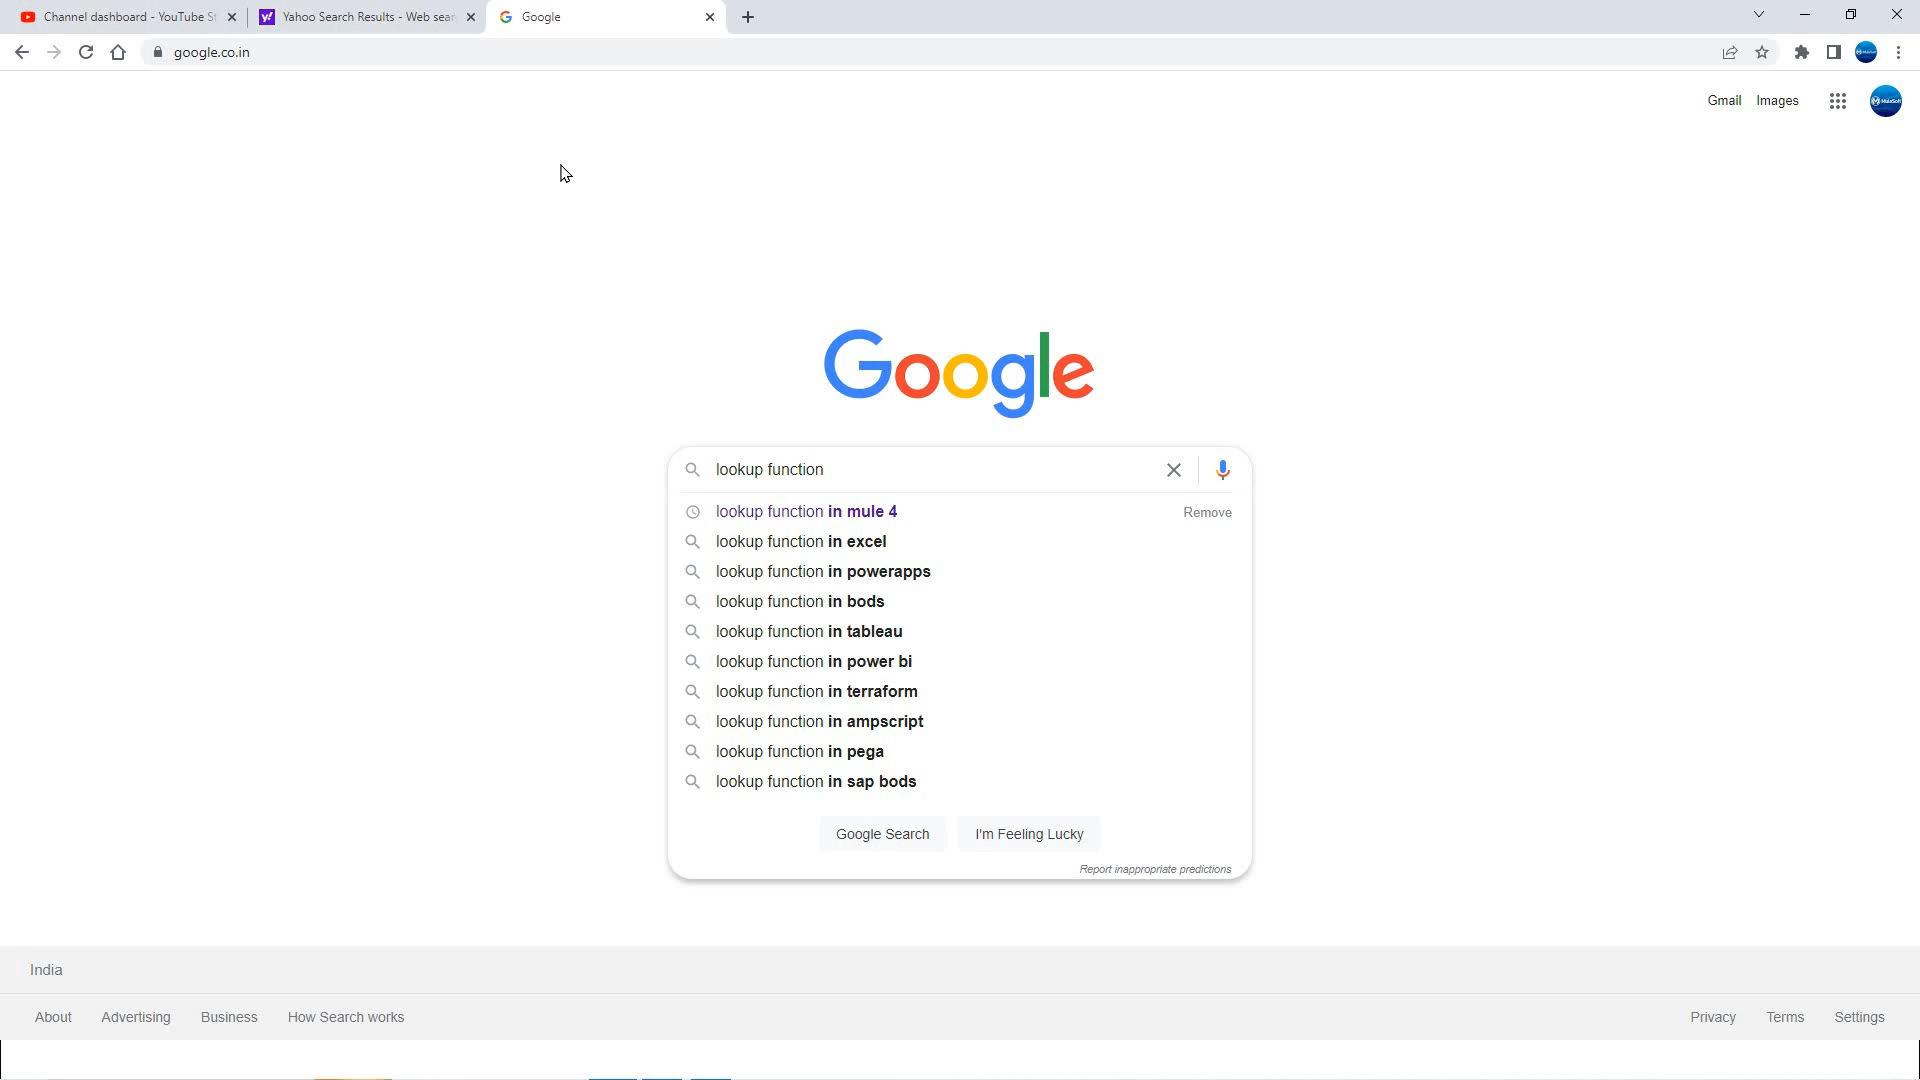 Channel dashboard - YouTube St
Yahoo Search Results - Web sear
Google
google.co.in
Gmail Images
MuleSoft
Google
lookup function
lookup function in mule 4 Remove
lookup function in excel
lookup function in powerapps
lookup function in bods
lookup function in tableau
lookup function in power bi
lookup function in terraform
lookup function in ampscript
lookup function in pega
lookup function in sap bods
Google Search I'm Feeling Lucky
Report inappropriate predictions
India
About Advertising Business How Search works Privacy Terms Settings